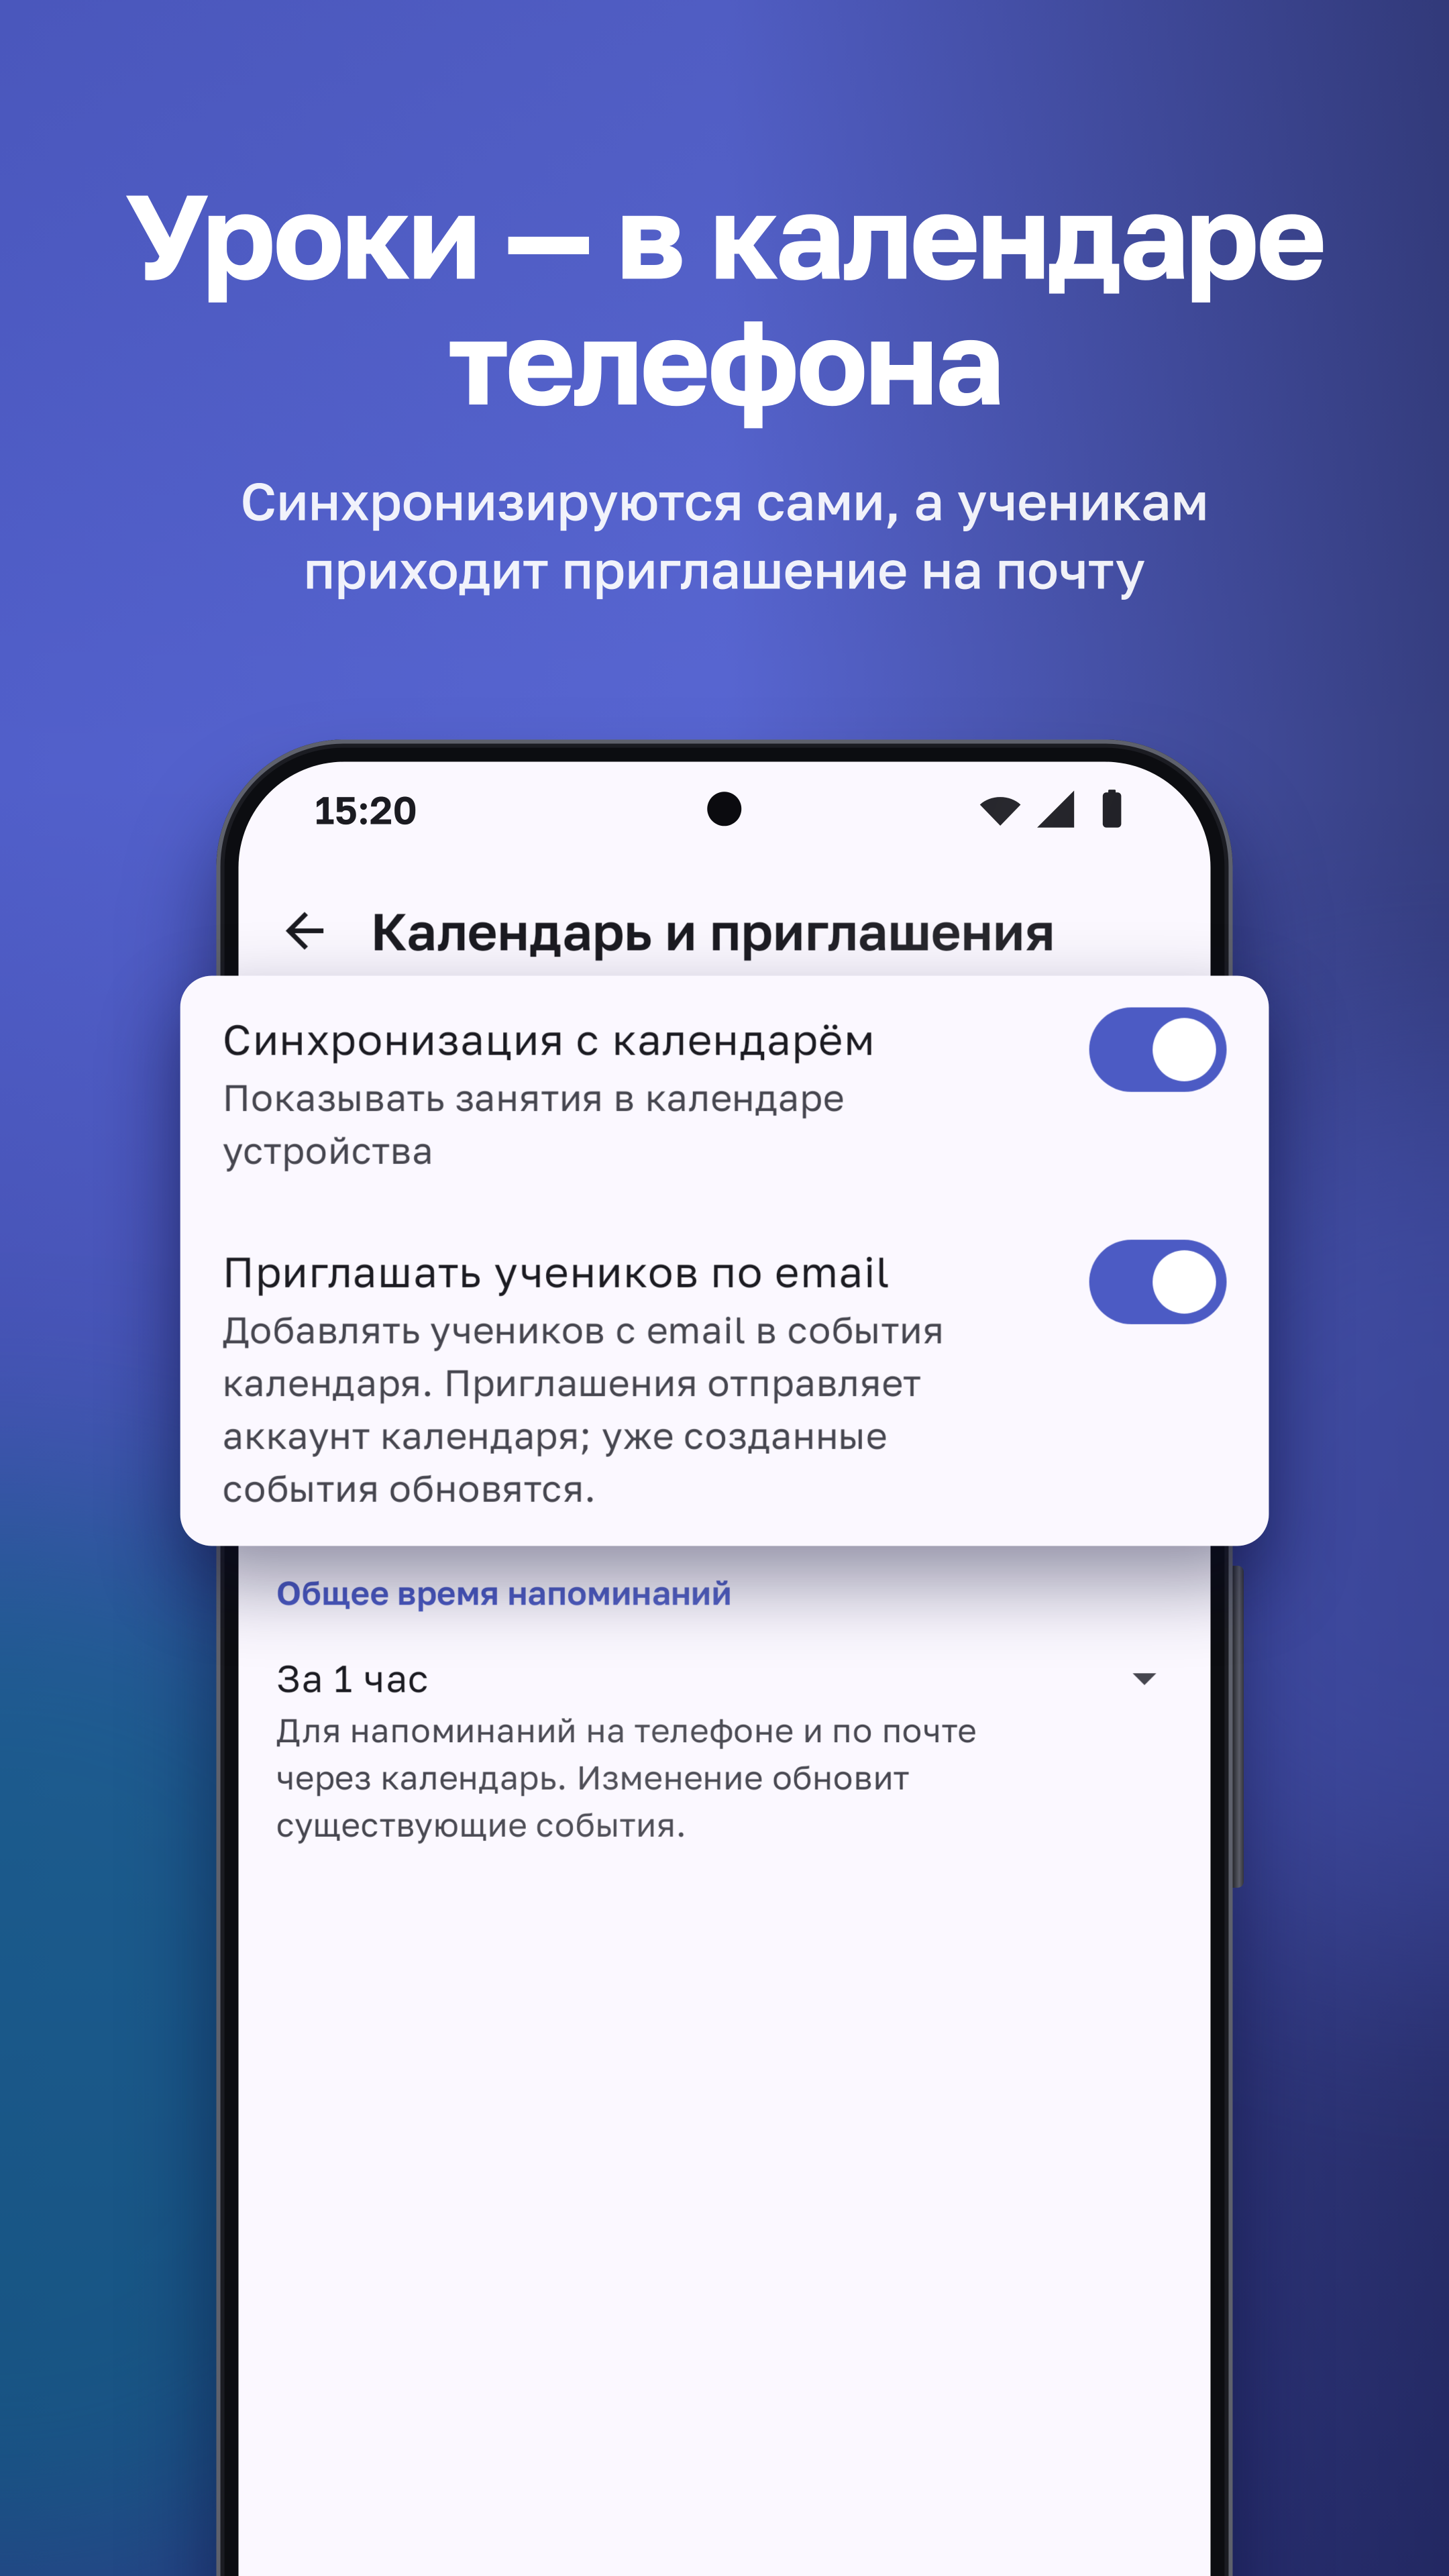 Уроки — в календаре
телефона
Синхронизируются сами, а ученикам
приходит приглашение на почту
15:20
Календарь и приглашения
Синхронизация с календарём
Показывать занятия в календаре
устройства
Приглашать учеников по email
Добавлять учеников с email в события
календаря. Приглашения отправляет
аккаунт календаря; уже созданные
события обновятся.
Общее время напоминаний
За 1 час
Для напоминаний на телефоне и по почте
через календарь. Изменение обновит
существующие события.